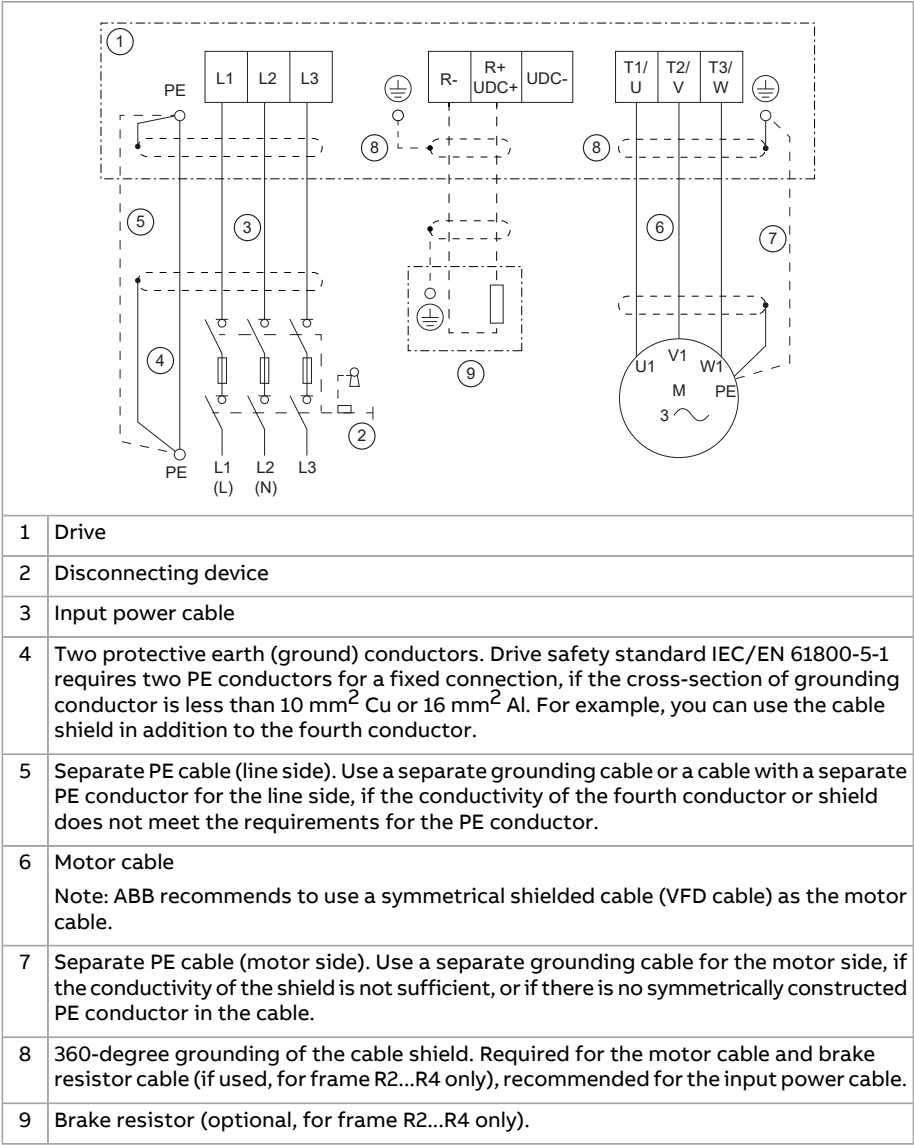 1
PE
L1 L2 L3
R- R+ UDC+ UDC-
T1/ U T2/ V T3/ W
8
8
5
3
6
7
4
9
2
U1 V1 W1
M PE
3
PE
L1 (L) L2 (N) L3
1 Drive
2 Disconnecting device
3 Input power cable
4 Two protective earth (ground) conductors. Drive safety standard IEC/EN 61800-5-1
requires two PE conductors for a fixed connection, if the cross-section of grounding
conductor is less than 10 mm² Cu or 16 mm² Al. For example, you can use the cable
shield in addition to the fourth conductor.
5 Separate PE cable (line side). Use a separate grounding cable or a cable with a separate
PE conductor for the line side, if the conductivity of the fourth conductor or shield
does not meet the requirements for the PE conductor.
6 Motor cable
Note: ABB recommends to use a symmetrical shielded cable (VFD cable) as the motor
cable.
7 Separate PE cable (motor side). Use a separate grounding cable for the motor side, if
the conductivity of the shield is not sufficient, or if there is no symmetrically constructed
PE conductor in the cable.
8 360-degree grounding of the cable shield. Required for the motor cable and brake
resistor cable (if used, for frame R2...R4 only), recommended for the input power cable.
9 Brake resistor (optional, for frame R2...R4 only).